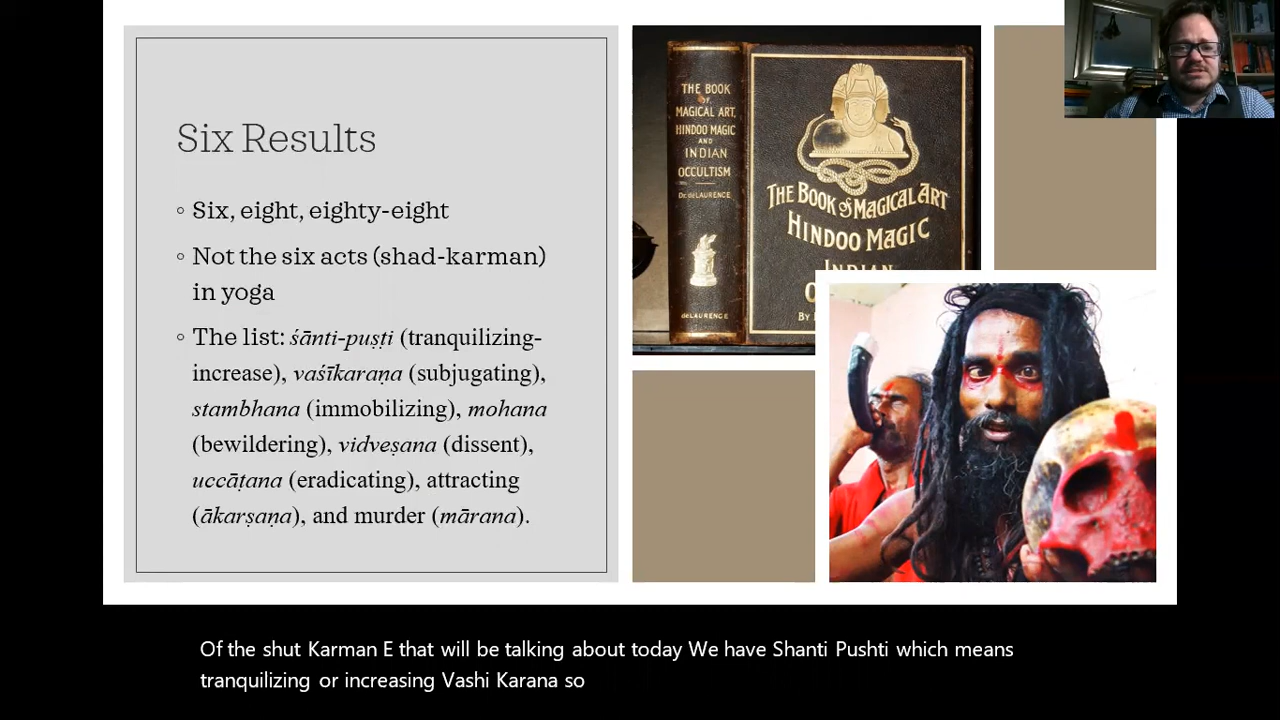 Six Results
◦ Six, eight, eighty-eight
◦ Not the six acts (shad-karman)
in yoga
◦ The list: śānti-puṣṭi (tranquilizing-
increase), vaśīkaraṇa (subjugating),
stambhana (immobilizing), mohana
(bewildering), vidveṣana (dissent),
uccāṭana (eradicating), attracting
(ākarṣaṇa), and murder (mārana).
THE BOOK
of
MAGICAL ART,
HINDOO MAGIC
AND
INDIAN
OCCULTISM
Dr. deLAURENCE
deLAURENCE
THE BOOK of MAGICAL ART
HINDOO MAGIC
INDIAN
By
Of the shut Karman E that will be talking about today We have Shanti Pushti which means
tranquilizing or increasing Vashi Karana so